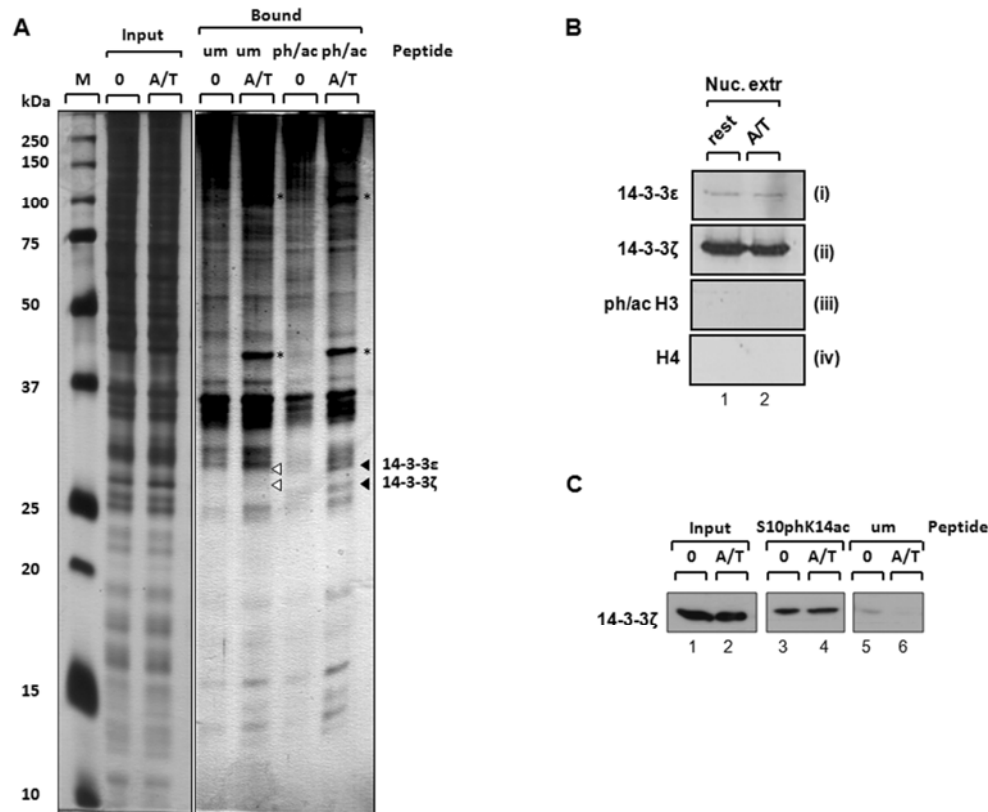 A
Input
Bound
um um ph/ac ph/ac Peptide
M 0 A/T 0 A/T 0 A/T
kDa
250
150
100
75
50
37
25
20
15
10
*
*
*
*
14-3-3ε
14-3-3ζ
B
Nuc. extr
rest A/T
14-3-3ε (i)
14-3-3ζ (ii)
ph/ac H3 (iii)
H4 (iv)
1 2
C
Input S10phK14ac um Peptide
0 A/T 0 A/T 0 A/T
14-3-3ζ
1 2 3 4 5 6